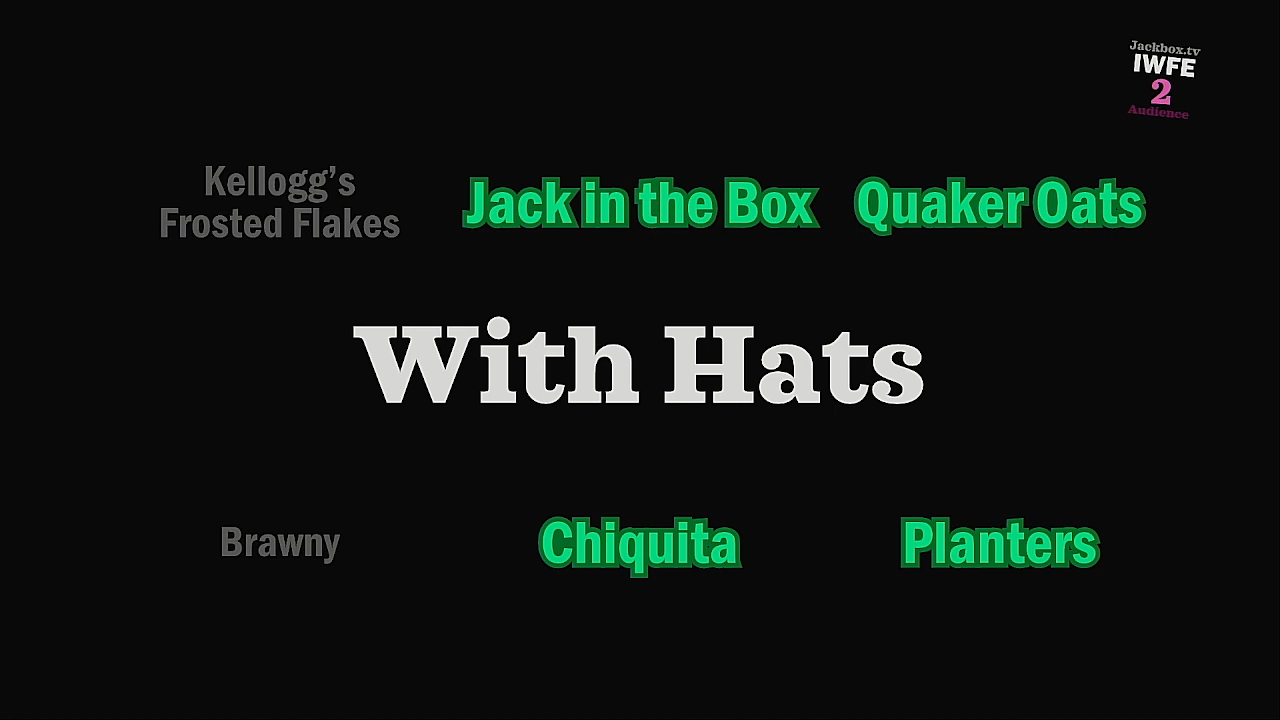 Jackbox.tv
IWFE
2
Audience
Kellogg's
Frosted Flakes
Jack in the Box
Quaker Oats
With Hats
Brawny
Chiquita
Planters